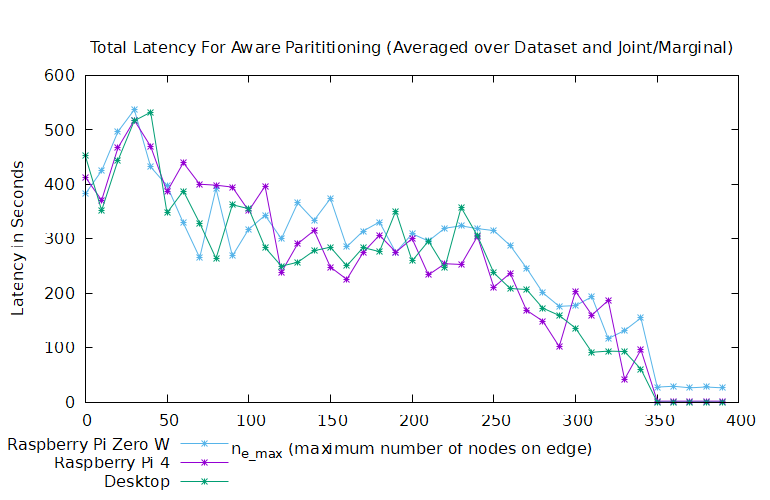 Total Latency For Aware Parititioning (Averaged over Dataset and Joint/Marginal)
600
500
400
300
200
100
0
Latency in Seconds
0 50 100 150 200 250 300 350 400
n_e_max (maximum number of nodes on edge)
Raspberry Pi Zero W
Raspberry Pi 4
Desktop